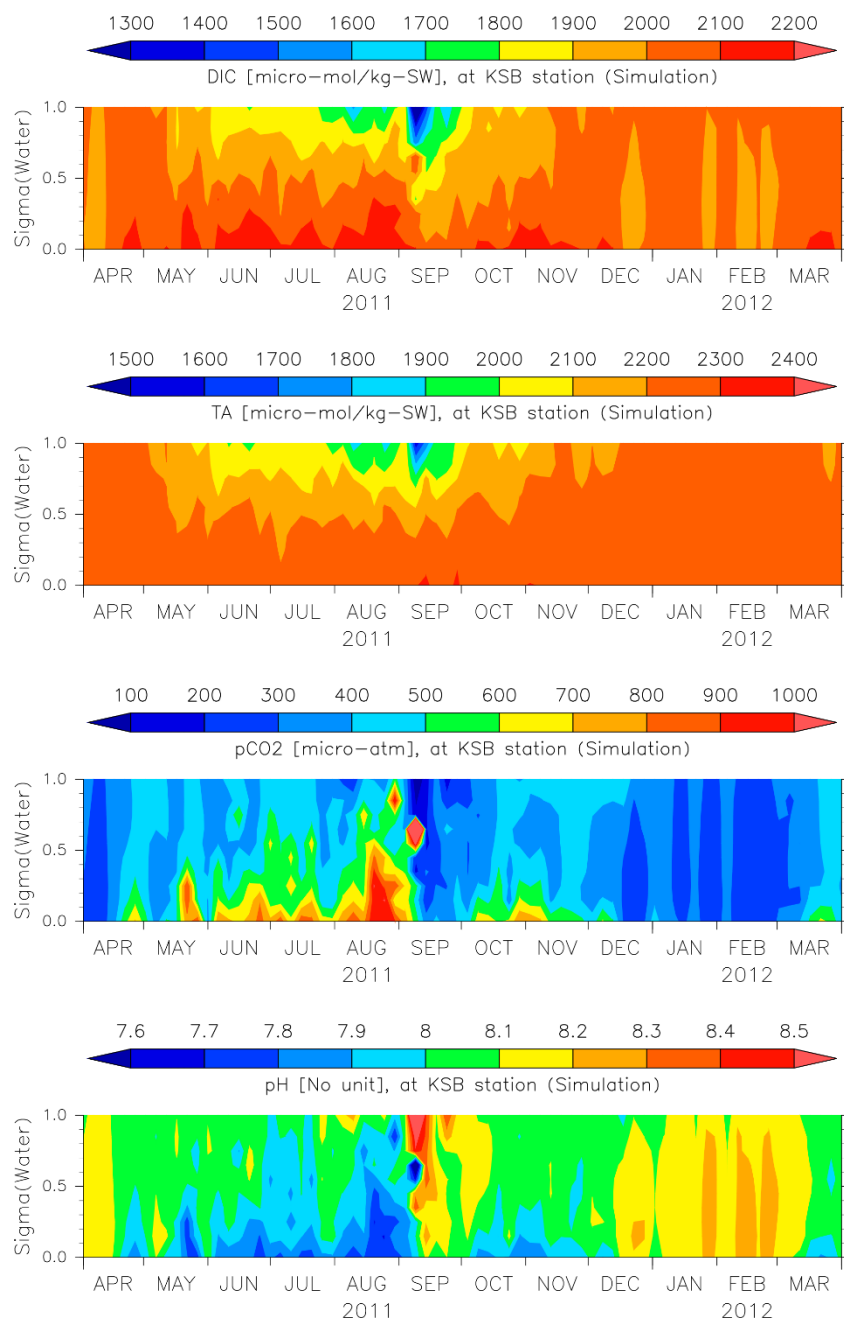 1300 1400 1500 1600 1700 1800 1900 2000 2100 2200
DIC [micro-mol/kg-SW], at KSB station (Simulation)
Sigma(Water)
1.0
0.5
0.0
APR MAY JUN JUL AUG SEP OCT NOV DEC JAN FEB MAR
2011 2012
1500 1600 1700 1800 1900 2000 2100 2200 2300 2400
TA [micro-mol/kg-SW], at KSB station (Simulation)
Sigma(Water)
1.0
0.5
0.0
APR MAY JUN JUL AUG SEP OCT NOV DEC JAN FEB MAR
2011 2012
100 200 300 400 500 600 700 800 900 1000
pCO2 [micro-atm], at KSB station (Simulation)
Sigma(Water)
1.0
0.5
0.0
APR MAY JUN JUL AUG SEP OCT NOV DEC JAN FEB MAR
2011 2012
7.6 7.7 7.8 7.9 8 8.1 8.2 8.3 8.4 8.5
pH [No unit], at KSB station (Simulation)
Sigma(Water)
1.0
0.5
0.0
APR MAY JUN JUL AUG SEP OCT NOV DEC JAN FEB MAR
2011 2012